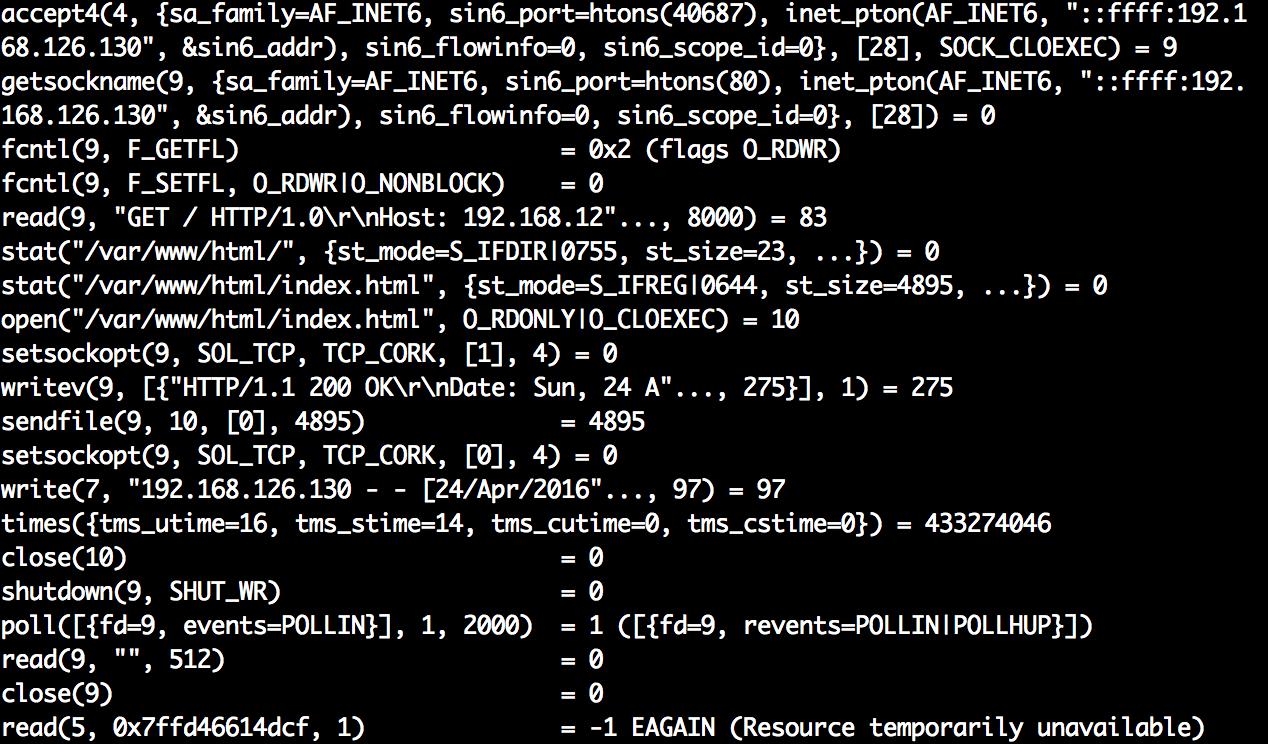 accept4(4, {sa_family=AF_INET6, sin6_port=htons(40687), inet_pton(AF_INET6, "::ffff:192.1
68.126.130", &sin6_addr), sin6_flowinfo=0, sin6_scope_id=0}, [28], SOCK_CLOEXEC) = 9
getsockname(9, {sa_family=AF_INET6, sin6_port=htons(80), inet_pton(AF_INET6, "::ffff:192.
168.126.130", &sin6_addr), sin6_flowinfo=0, sin6_scope_id=0}, [28]) = 0
fcntl(9, F_GETFL)                       = 0x2 (flags O_RDWR)
fcntl(9, F_SETFL, O_RDWR|O_NONBLOCK)    = 0
read(9, "GET / HTTP/1.0\r\nHost: 192.168.12"..., 8000) = 83
stat("/var/www/html/", {st_mode=S_IFDIR|0755, st_size=23, ...}) = 0
stat("/var/www/html/index.html", {st_mode=S_IFREG|0644, st_size=4895, ...}) = 0
open("/var/www/html/index.html", O_RDONLY|O_CLOEXEC) = 10
setsockopt(9, SOL_TCP, TCP_CORK, [1], 4) = 0
writev(9, [{"HTTP/1.1 200 OK\r\nDate: Sun, 24 A"..., 275}], 1) = 275
sendfile(9, 10, [0], 4895)              = 4895
setsockopt(9, SOL_TCP, TCP_CORK, [0], 4) = 0
write(7, "192.168.126.130 - - [24/Apr/2016"..., 97) = 97
times({tms_utime=16, tms_stime=14, tms_cutime=0, tms_cstime=0}) = 433274046
close(10)                               = 0
shutdown(9, SHUT_WR)                    = 0
poll([{fd=9, events=POLLIN}], 1, 2000)  = 1 ([{fd=9, revents=POLLIN|POLLHUP}])
read(9, "", 512)                        = 0
close(9)                                = 0
read(5, 0x7ffd46614dcf, 1)              = -1 EAGAIN (Resource temporarily unavailable)